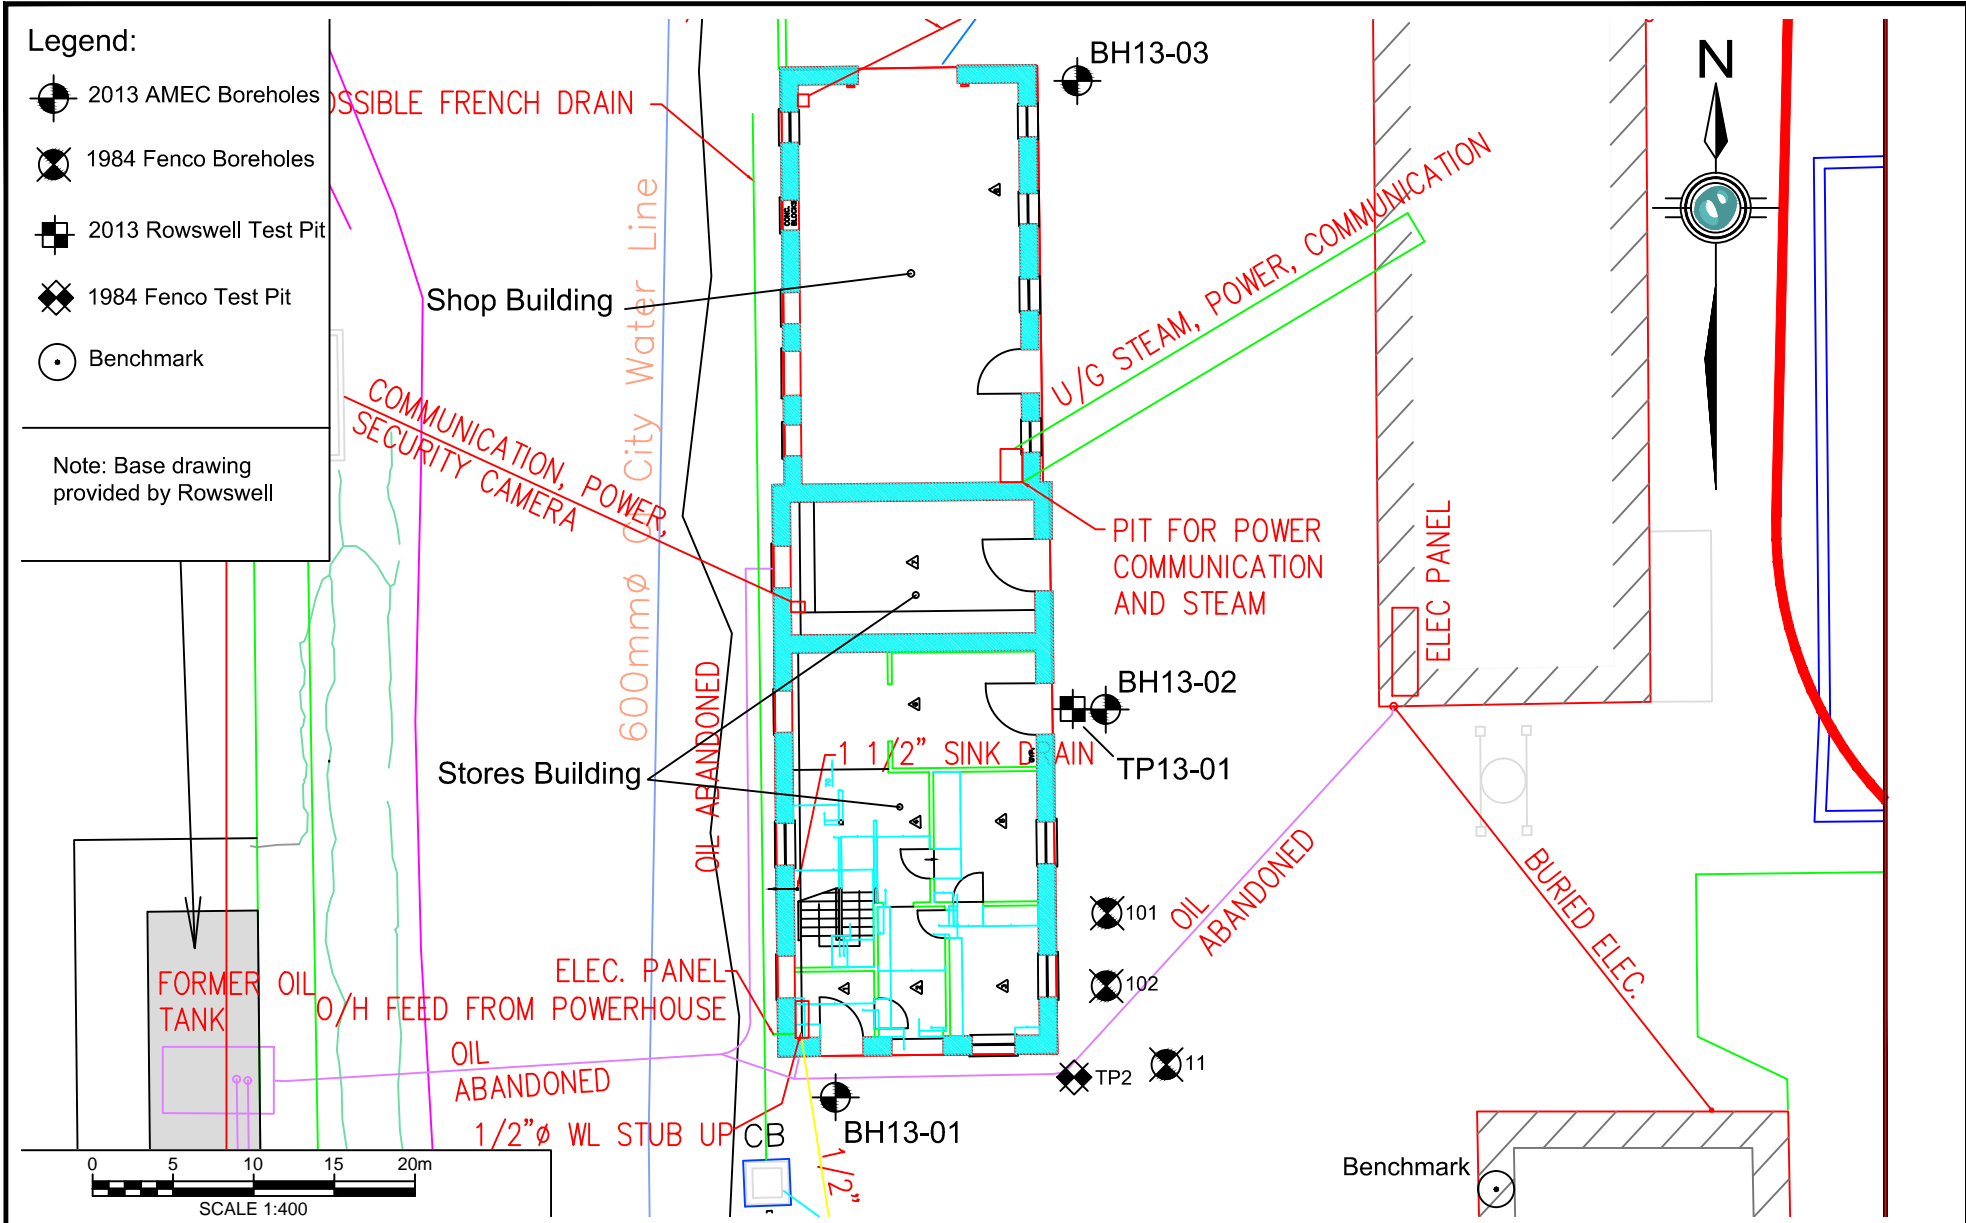 Legend:
2013 AMEC Boreholes
1984 Fenco Boreholes
2013 Rowswell Test Pit
1984 Fenco Test Pit
Benchmark
Note: Base drawing
provided by Rowswell
OSSIBLE FRENCH DRAIN
BH13-03
N
CONC.
BLOCKS
Shop Building
600mmø
City Water Line
COMMUNICATION, POWER,
SECURITY CAMERA
U/G STEAM, POWER, COMMUNICATION
PIT FOR POWER
COMMUNICATION
AND STEAM
ELEC PANEL
BH13-02
TP13-01
OIL ABANDONED
Stores Building
1 1/2" SINK DRAIN
101
102
OIL
ABANDONED
BURIED ELEC.
FORMER OIL
TANK
ELEC. PANEL
O/H FEED FROM POWERHOUSE
OIL
ABANDONED
TP2
11
1/2"ø WL STUB UP
CB
BH13-01
1/2"
Benchmark
0 5 10 15 20m
SCALE 1:400